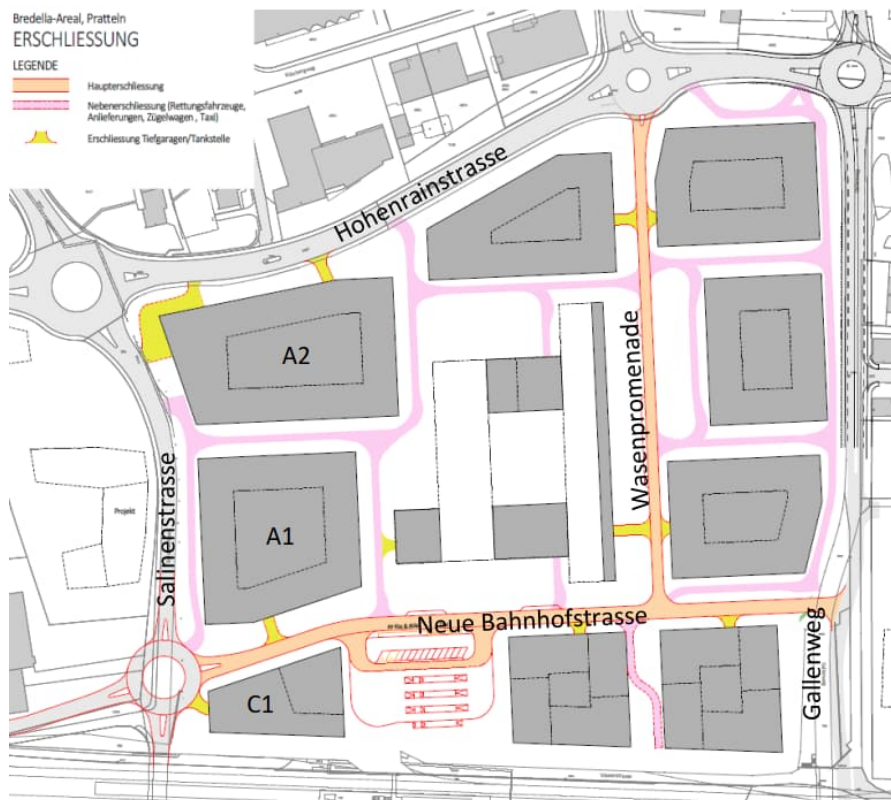 Bredella-Areal, Pratteln
ERSCHLIESSUNG
LEGENDE
Haupterschliessung
Nebenerschliessung (Rettungsfahrzeuge,
Anlieferungen, Zügelwagen , Taxi)
Erschliessung Tiefgaragen/Tankstelle
Hohenrainstrasse
A2
Wasenpromenade
Salinenstrasse
Projekt
A1
Neue Bahnhofstrasse
Gallenweg
C1